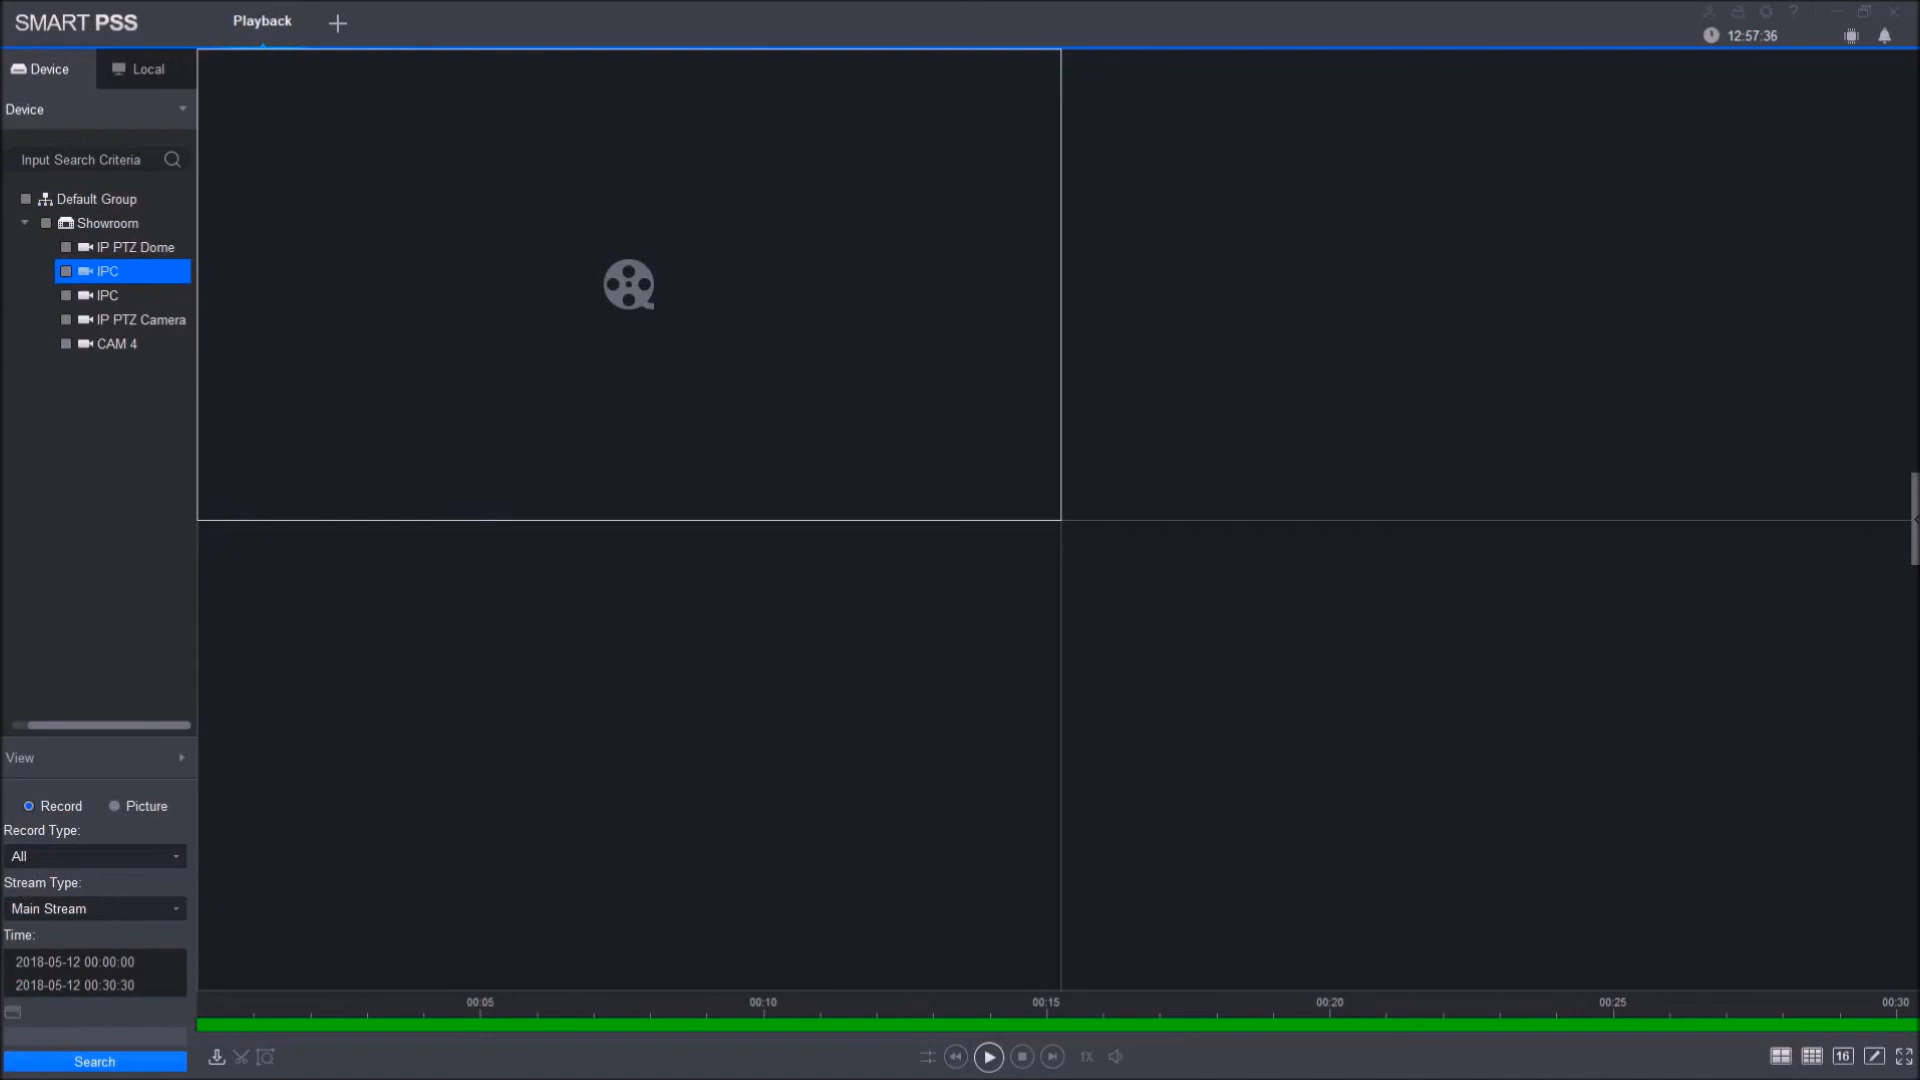 SMART PSS
Playback
12:57:36
Device
Local
Device
Input Search Criteria
Default Group
Showroom
IP PTZ Dome
IPC
IPC
IP PTZ Camera
CAM 4
View
Record
Picture
Record Type:
All
Stream Type:
Main Stream
Time:
2018-05-12 00:00:00
2018-05-12 00:30:30
Search
00:05
00:10
00:15
00:20
00:25
00:30
1X
16